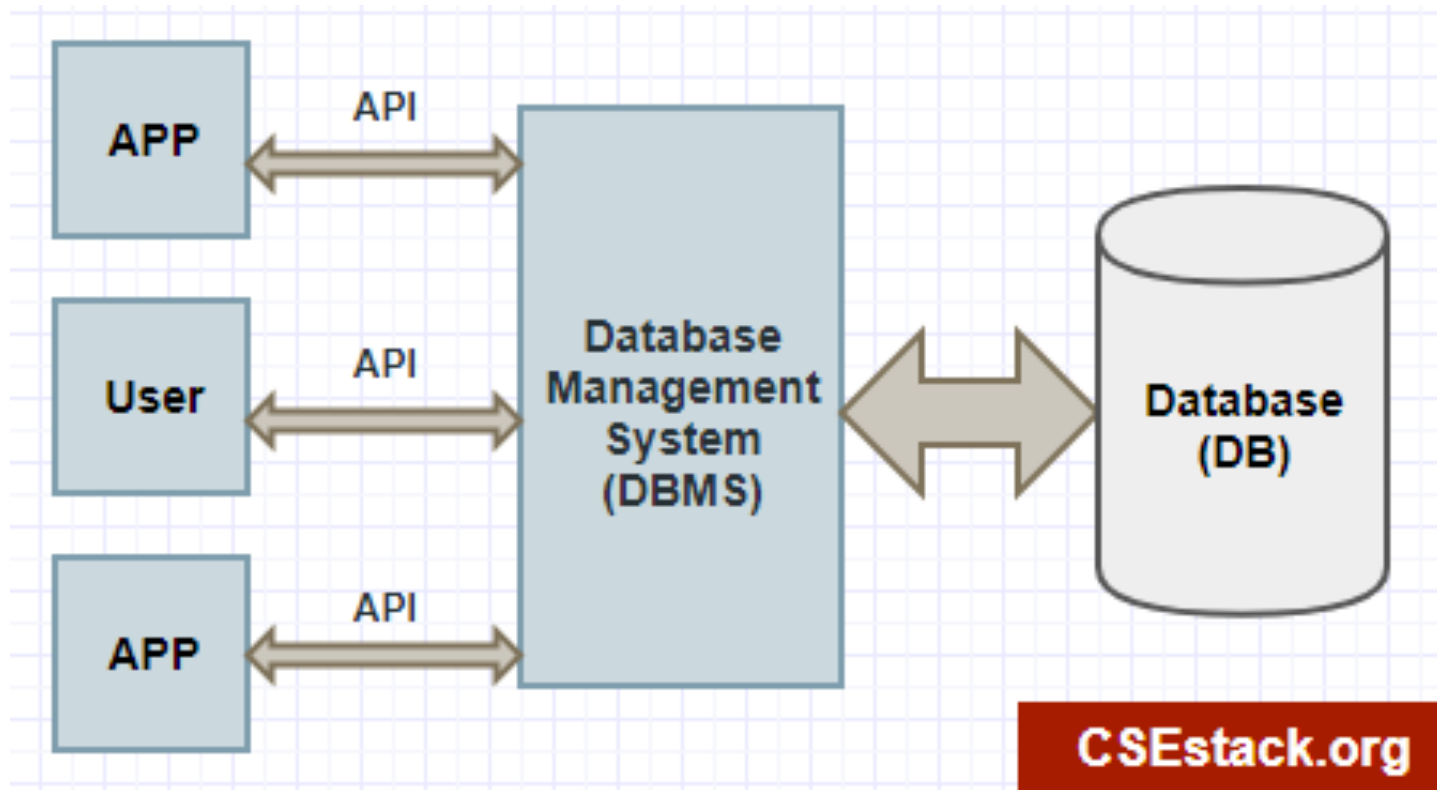 APP
API
User
API
APP
API
Database
Management
System
(DBMS)
Database
(DB)
CSEstack.org